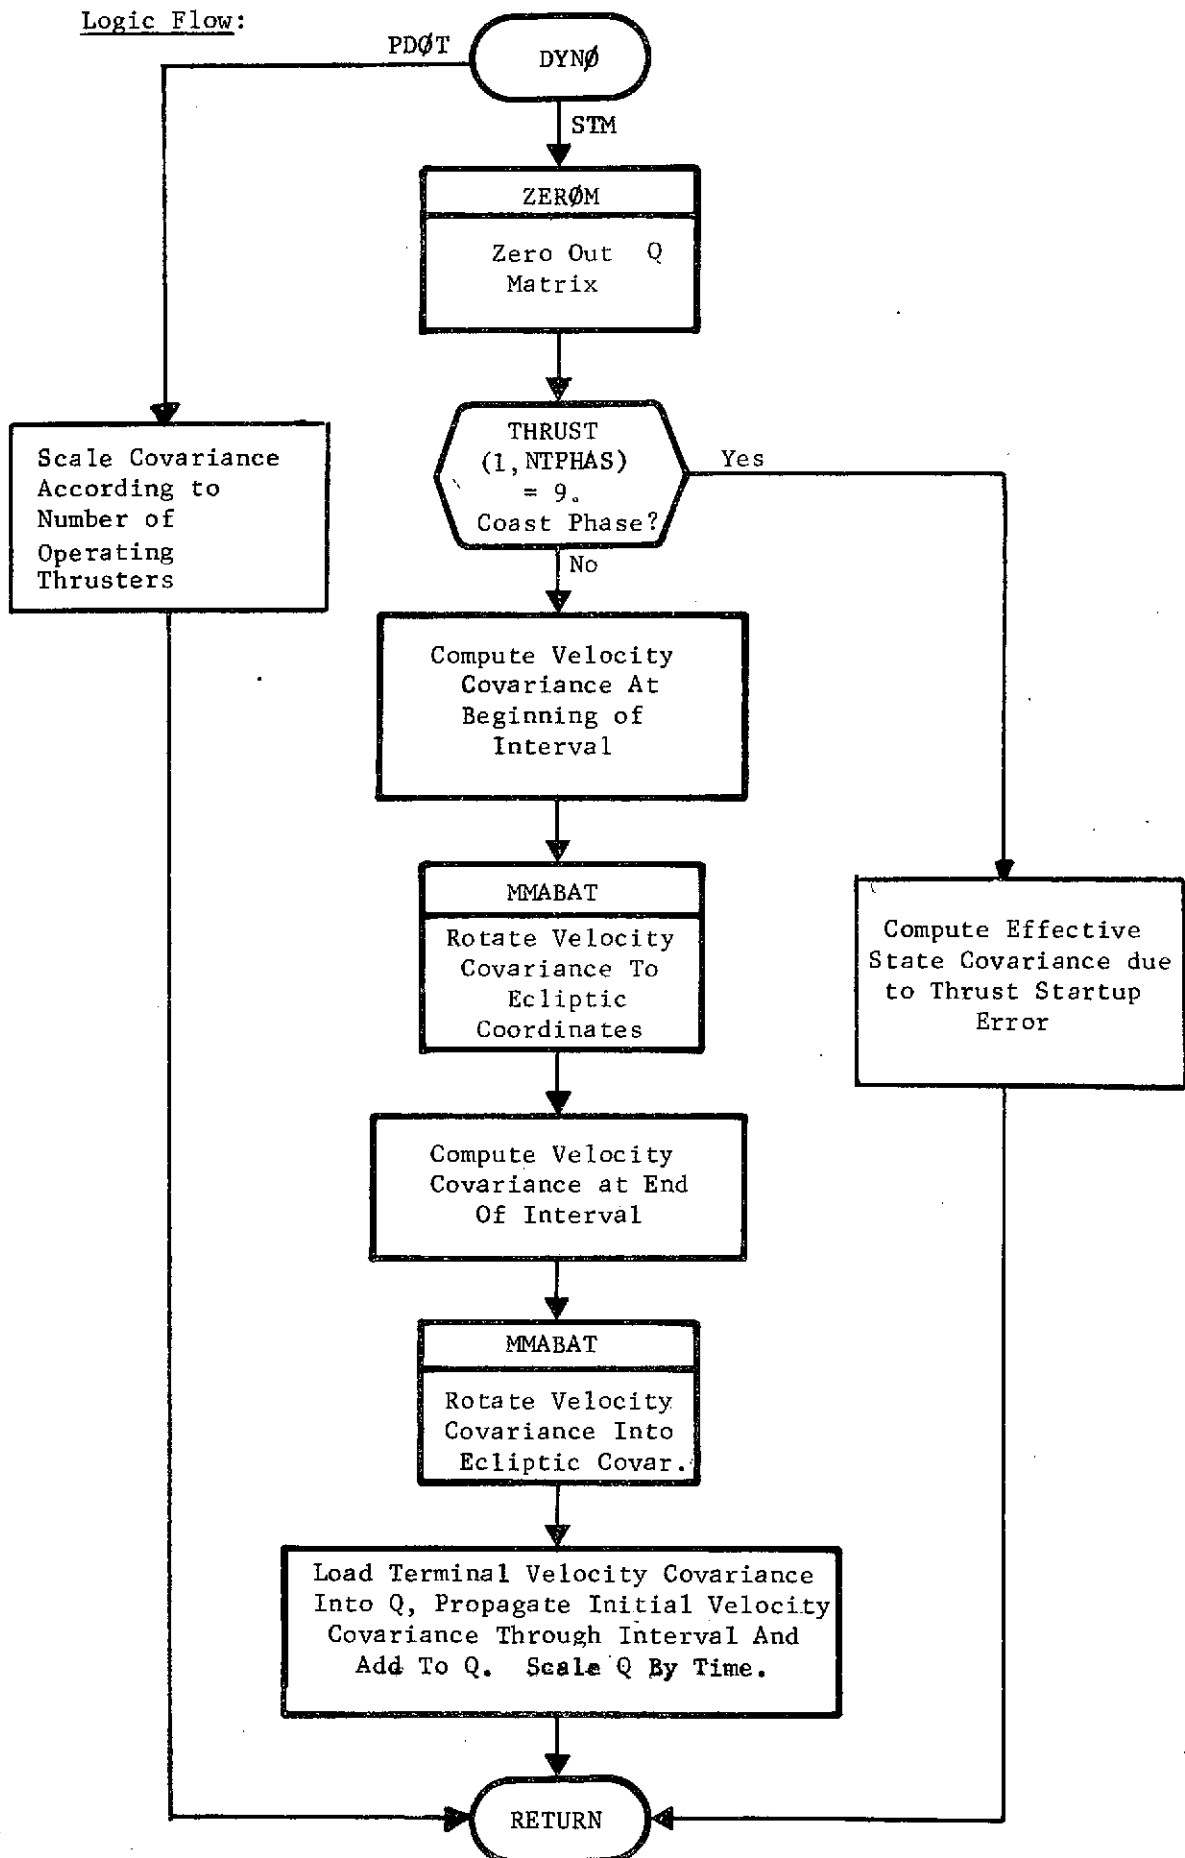 Logic Flow:
PDØT
DYNØ
STM
ZERØM
Zero Out Q
Matrix
THRUST
(1,NTPHAS)
= 9.
Coast Phase?
Yes
No
Scale Covariance
According to
Number of
Operating
Thrusters
Compute Velocity
Covariance At
Beginning of
Interval
MMABAT
Rotate Velocity
Covariance To
Ecliptic
Coordinates
Compute Effective
State Covariance due
to Thrust Startup
Error
Compute Velocity
Covariance at End
Of Interval
MMABAT
Rotate Velocity
Covariance Into
Ecliptic Covar.
Load Terminal Velocity Covariance
Into Q, Propagate Initial Velocity
Covariance Through Interval And
Add To Q. Scale Q By Time.
RETURN